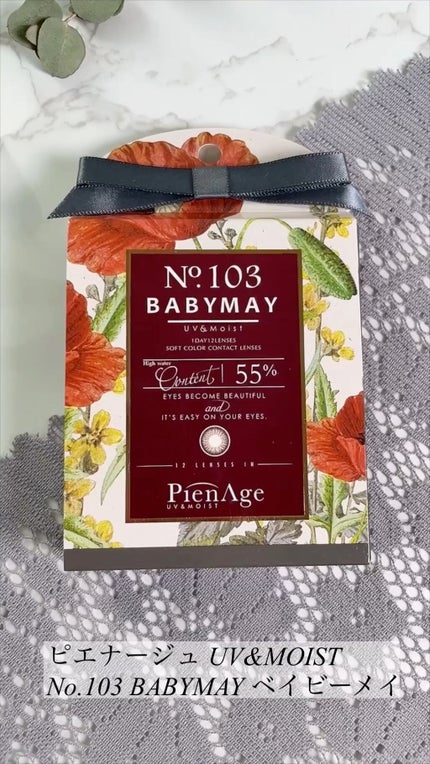 No. 103
BABYMAY
UV&Moist
1DAY12LENSES
SOFT COLOR CONTACT LENSES
High water
Content 55%
EYES BECOME BEAUTIFUL
and
IT'S EASY ON YOUR EYES.
12 LENSES IN
PienAge
UV&MOIST
ピエナージュ UV&MOIST
No.103 BABYMAY ベイビーメイ